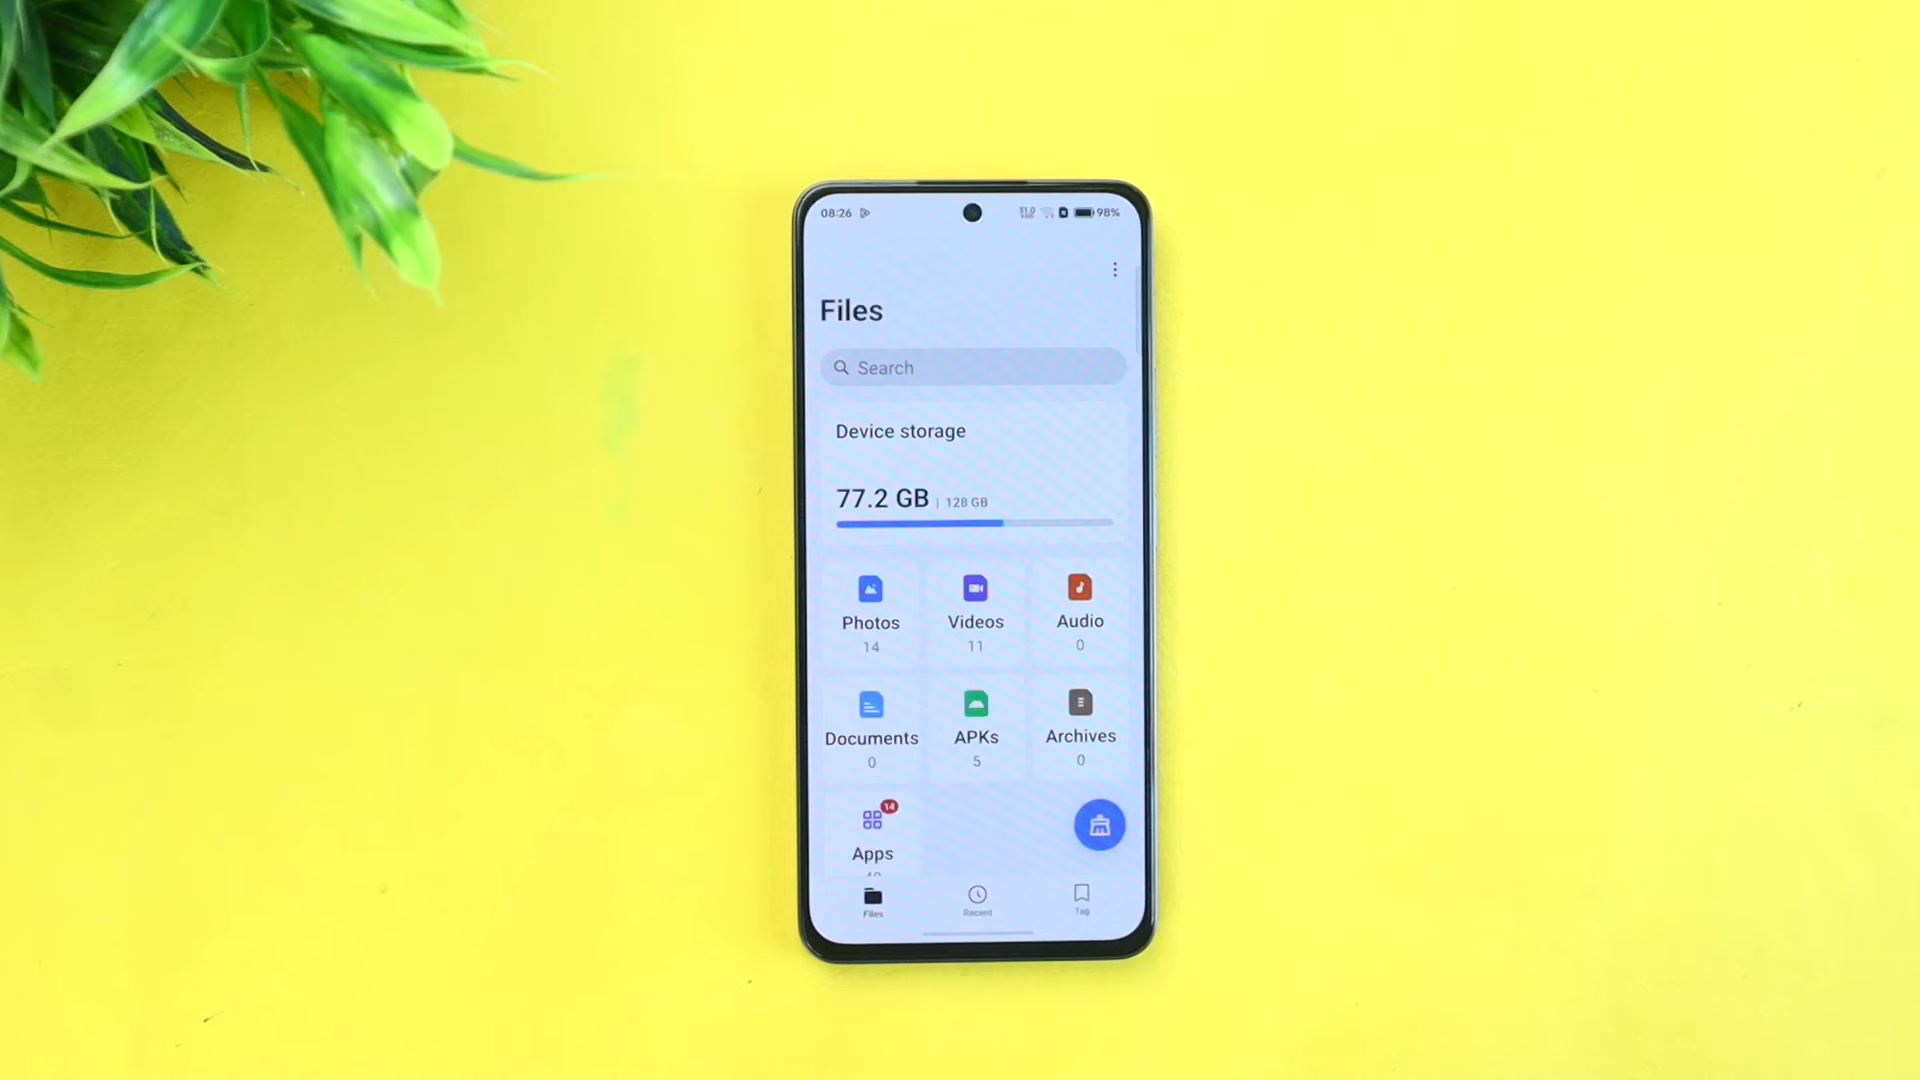 08:26 98%
Files
Search
Device storage
77.2 GB | 128 GB
Photos Videos Audio
14 11 0
Documents APKs Archives
0 5 0
14
Apps
Files Recent Tag